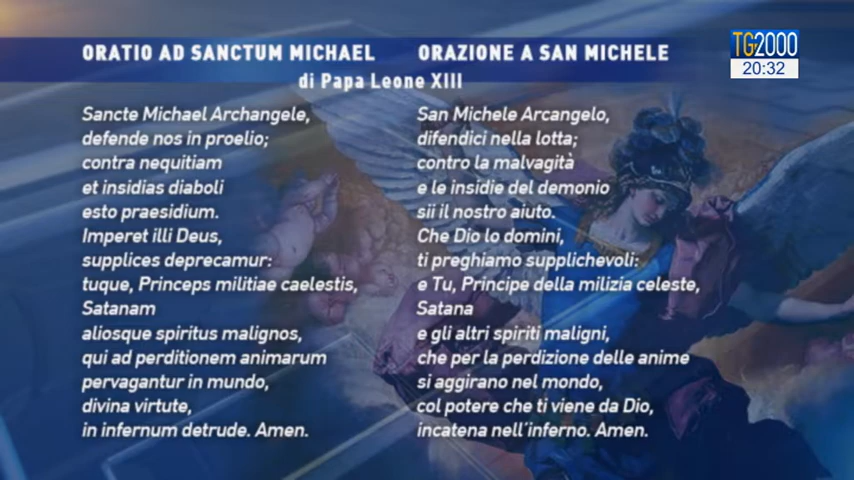 ORATIO AD SANCTUM MICHAEL
ORAZIONE A SAN MICHELE
di Papa Leone XIII
TG2000
20:32
Sancte Michael Archangele,
defende nos in proelio;
contra nequitiam
et insidias diaboli
esto praesidium.
Imperet illi Deus,
supplices deprecamur:
tuque, Princeps militiae caelestis,
Satanam
aliosque spiritus malignos,
qui ad perditionem animarum
pervagantur in mundo,
divina virtute,
in infernum detrude. Amen.
San Michele Arcangelo,
difendici nella lotta;
contro la malvagità
e le insidie del demonio
sii il nostro aiuto.
Che Dio lo domini,
ti preghiamo supplichevoli:
e Tu, Principe della milizia celeste,
Satana
e gli altri spiriti maligni,
che per la perdizione delle anime
si aggirano nel mondo,
col potere che ti viene da Dio,
incatena nell'inferno. Amen.